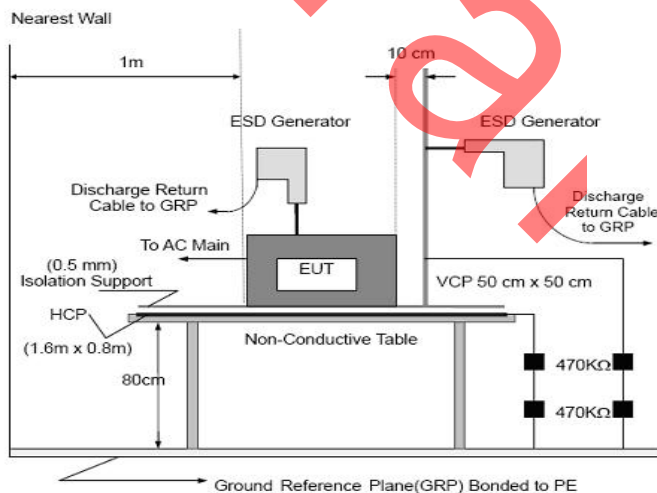 Nearest Wall
1m
10 cm
ESD Generator
ESD Generator
Discharge Return
Cable to GRP
Discharge
Return Cable
to GRP
To AC Main
EUT
(0.5 mm)
Isolation Support
VCP 50 cm x 50 cm
HCP
(1.6m x 0.8m)
Non-Conductive Table
80cm
470KΩ
470KΩ
Ground Reference Plane(GRP) Bonded to PE